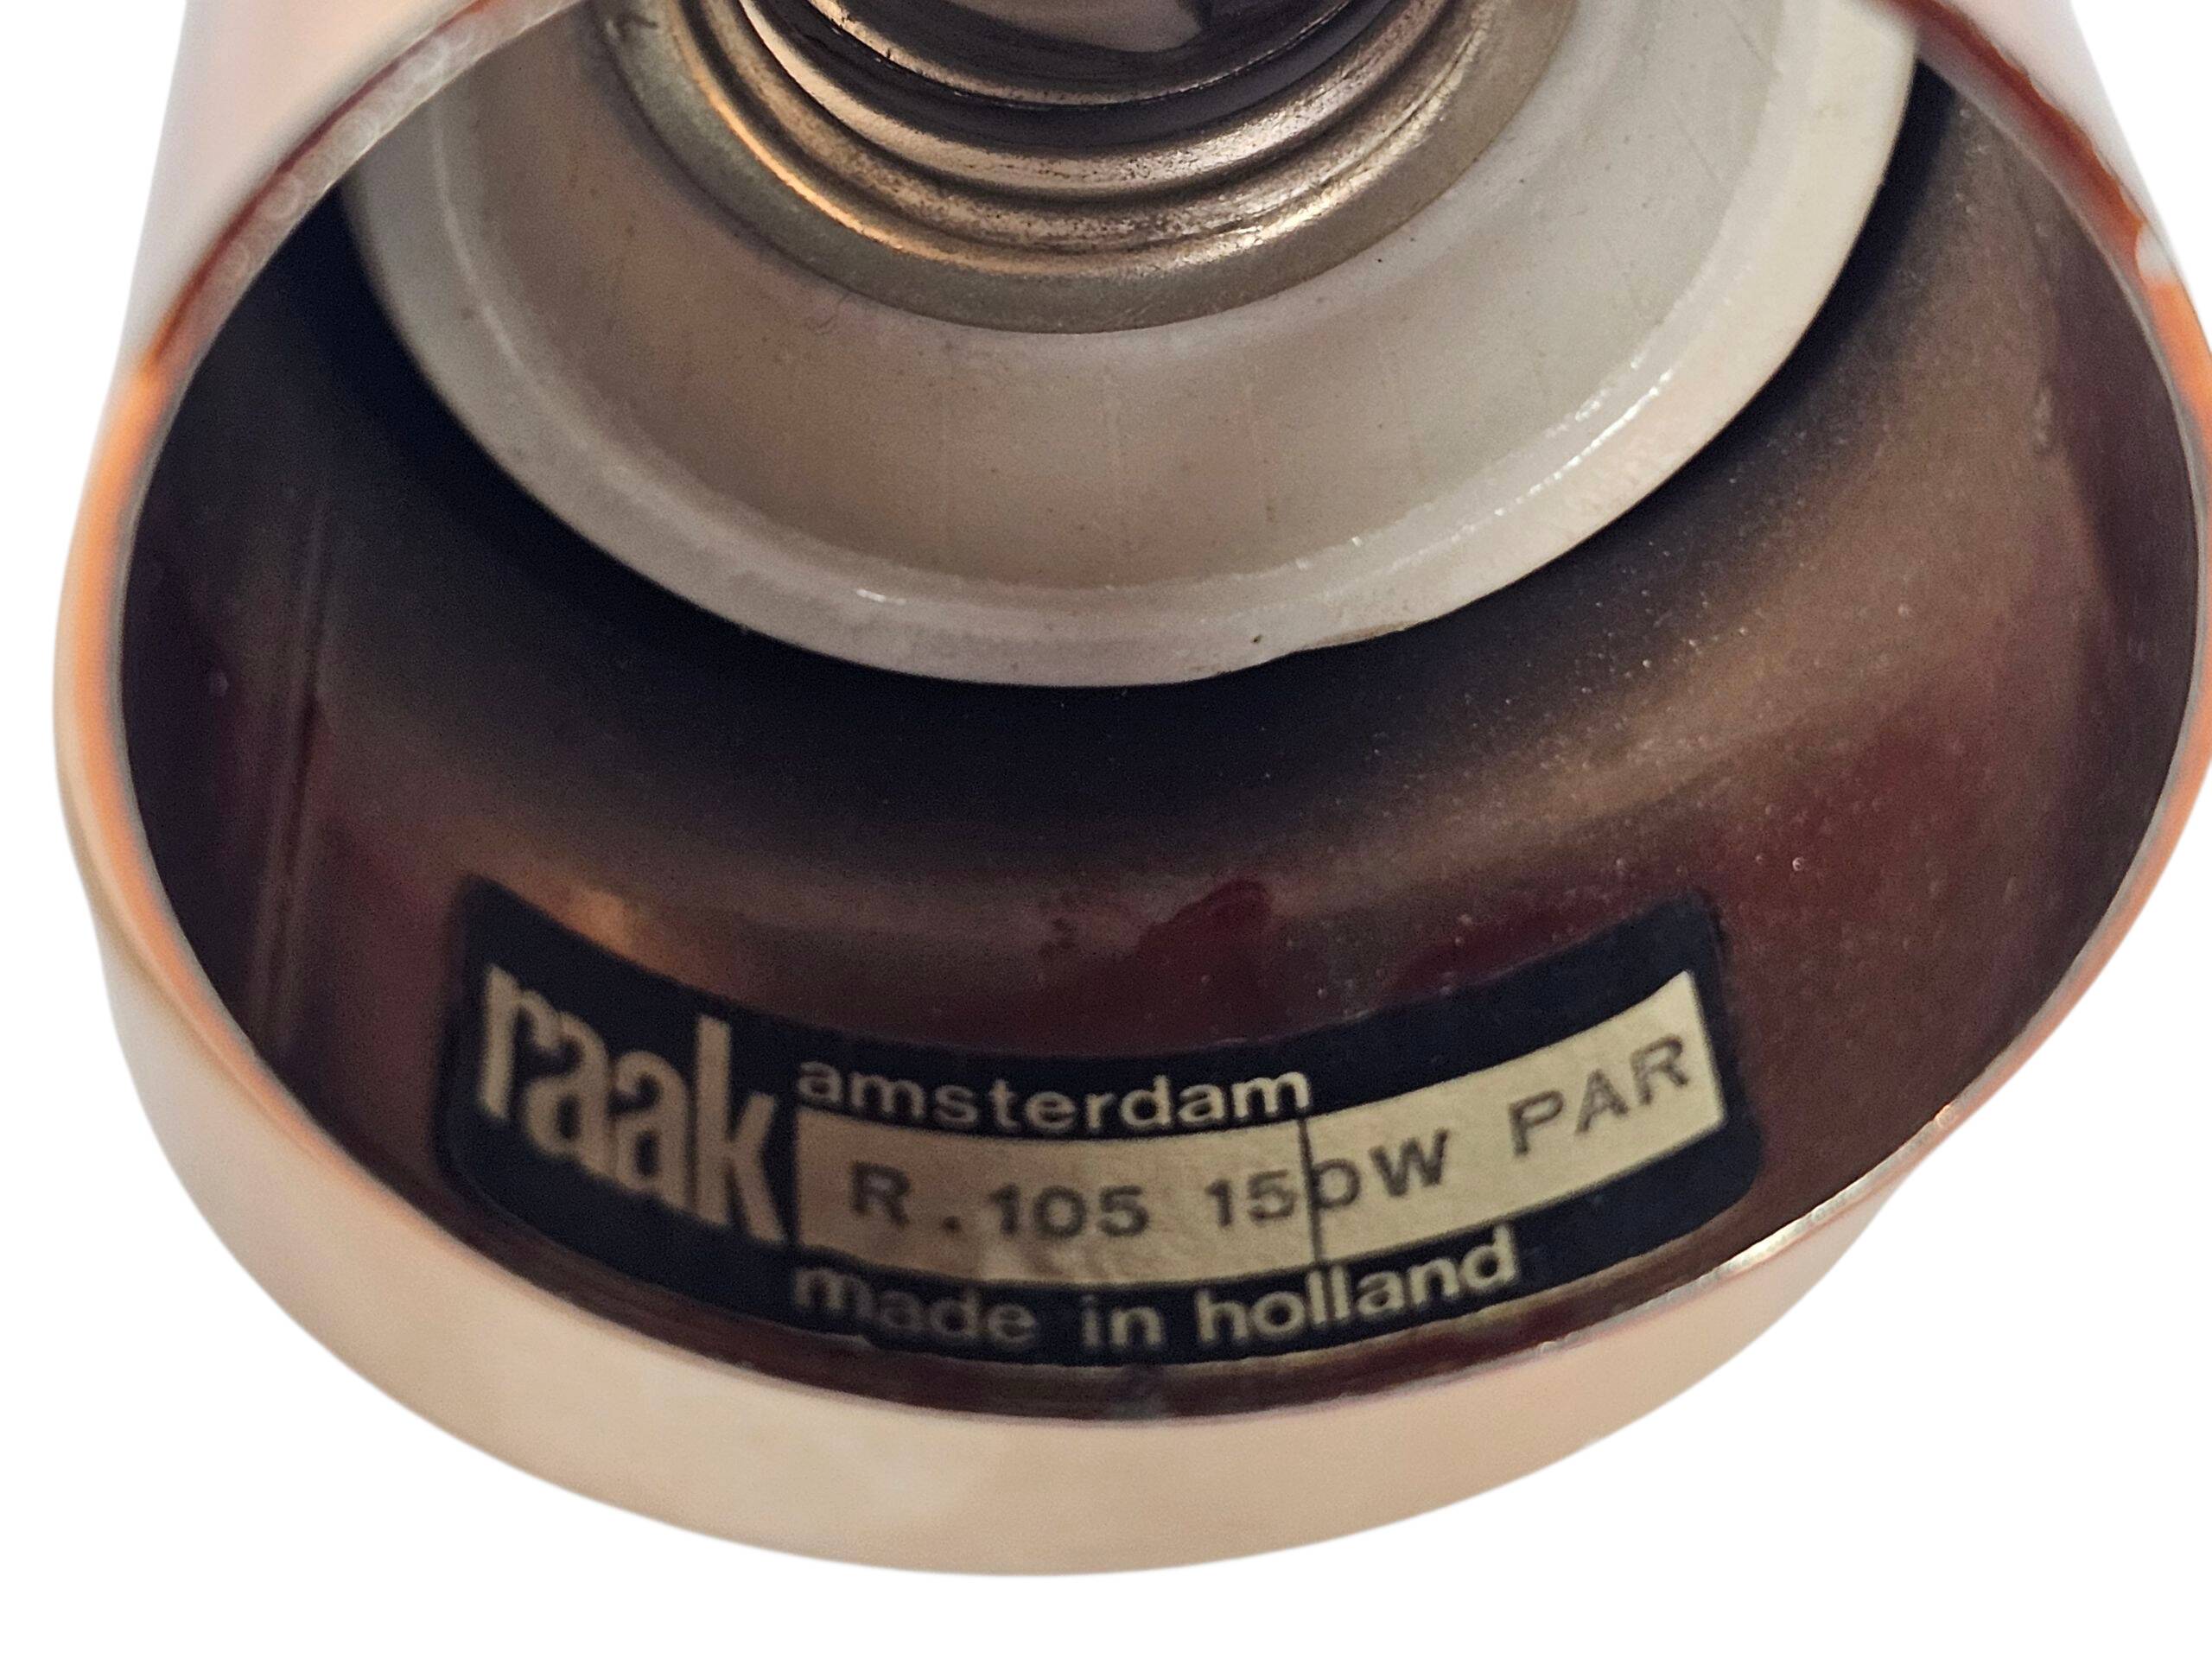 raak
amsterdam
R.105 150W PAR
made in holland